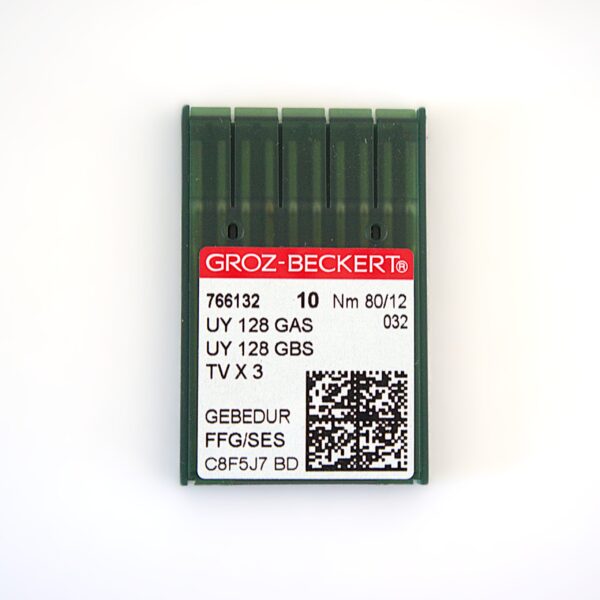 GROZ-BECKERT®
766132 10 Nm 80/12
032
UY 128 GAS
UY 128 GBS
TV X 3
GEBEDUR
FFG/SES
C8F5J7 BD